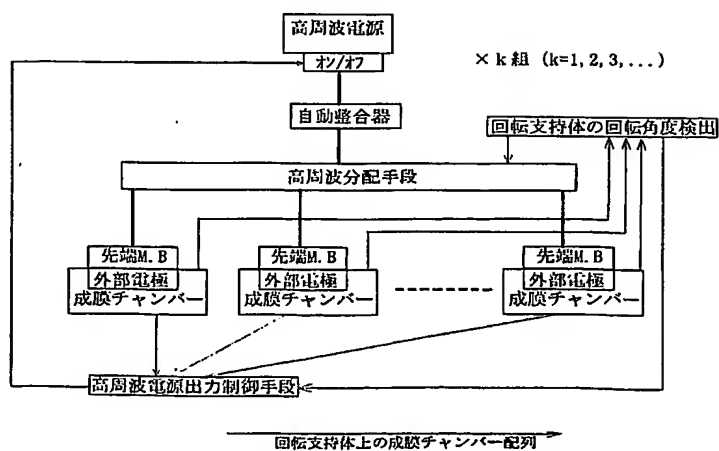 高周波電源
オン/オフ
×k組 (k=1,2,3,...)
自動整合器
回転支持体の回転角度検出
高周波分配手段
先端M.B
先端M.B
先端M.B
外部電極
外部電極
外部電極
成膜チャンバー
成膜チャンバー
成膜チャンバー
高周波電源出力制御手段
回転支持体上の成膜チャンバー配列